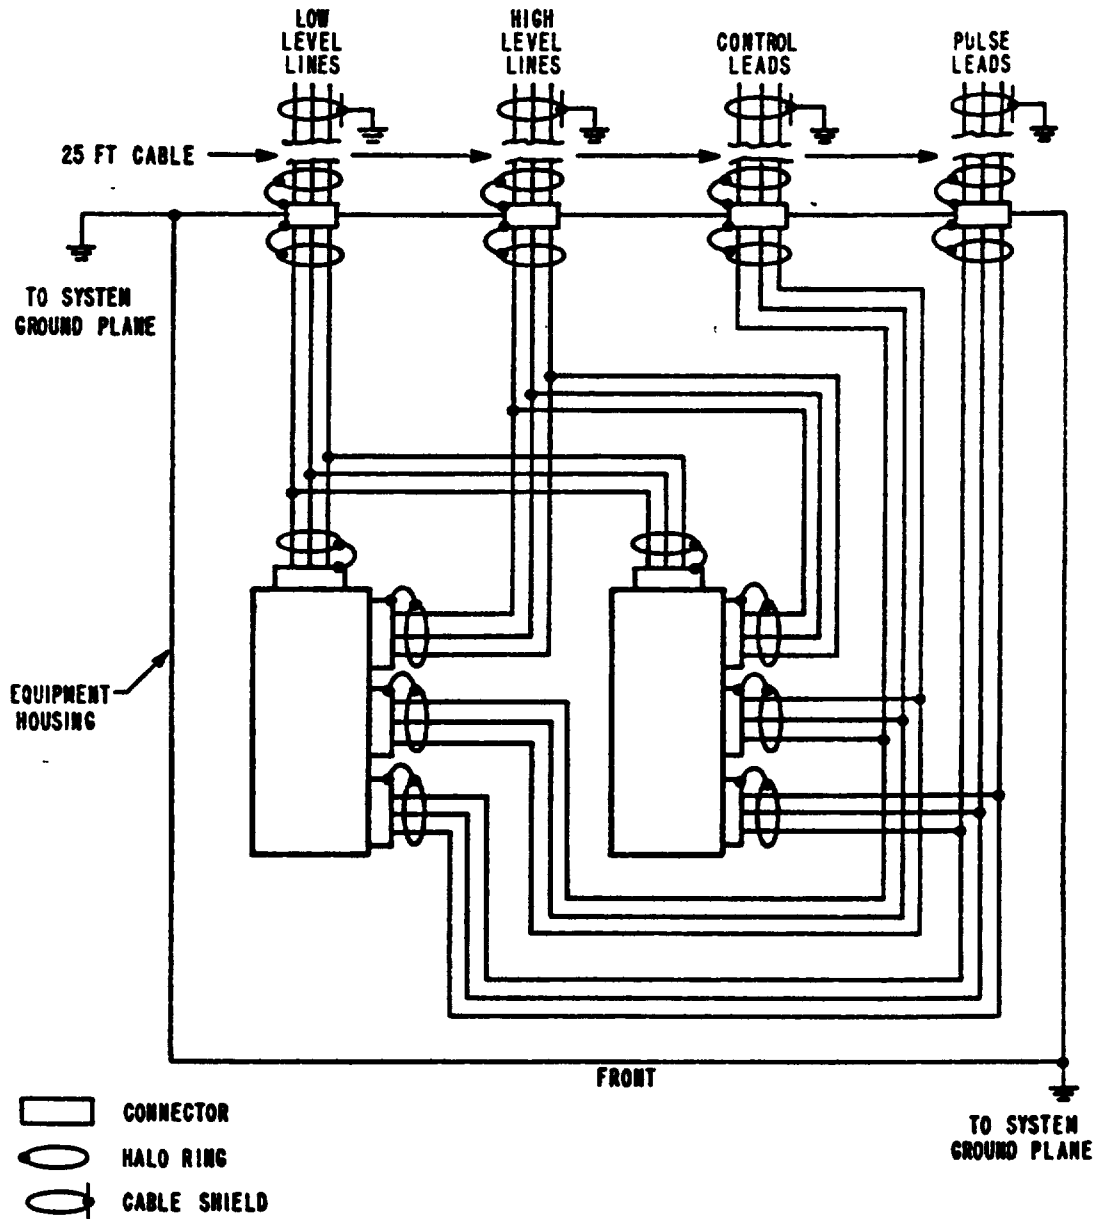 LOW
LEVEL
LINES
HIGH
LEVEL
LINES
CONTROL
LEADS
PULSE
LEADS
25 FT CABLE
TO SYSTEM
GROUND PLANE
EQUIPMENT
HOUSING
FRONT
TO SYSTEM
GROUND PLANE
CONNECTOR
HALO RING
CABLE SHIELD